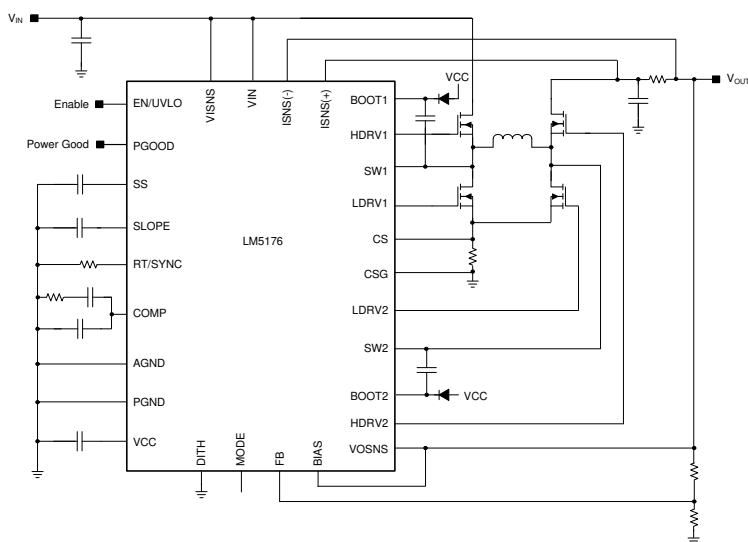 VIN
VOUT
VISNS
VIN
ISNS(-)
ISNS(+)
Enable
EN/UVLO
Power Good
PGOOD
SS
SLOPE
RT/SYNC
COMP
AGND
PGND
VCC
LM5176
BOOT1
VCC
HDRV1
SW1
LDRV1
CS
CSG
LDRV2
SW2
BOOT2
VCC
HDRV2
VOSNS
DITH
MODE
FB
BIAS